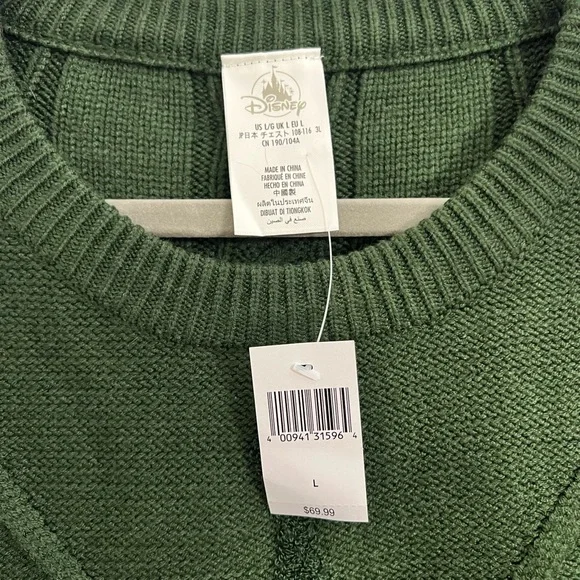 Disney
US L/G UK L EU L
JP日本 チェスト 108-116 3L
CN 190/104A
MADE IN CHINA
FABRIQUÉ EN CHINE
HECHO EN CHINA
中國製
ผลิตในประเทศจีน
DIBUAT DI TIONGKOK
صنع في الصين
4 00941 31596 4
L
$69.99